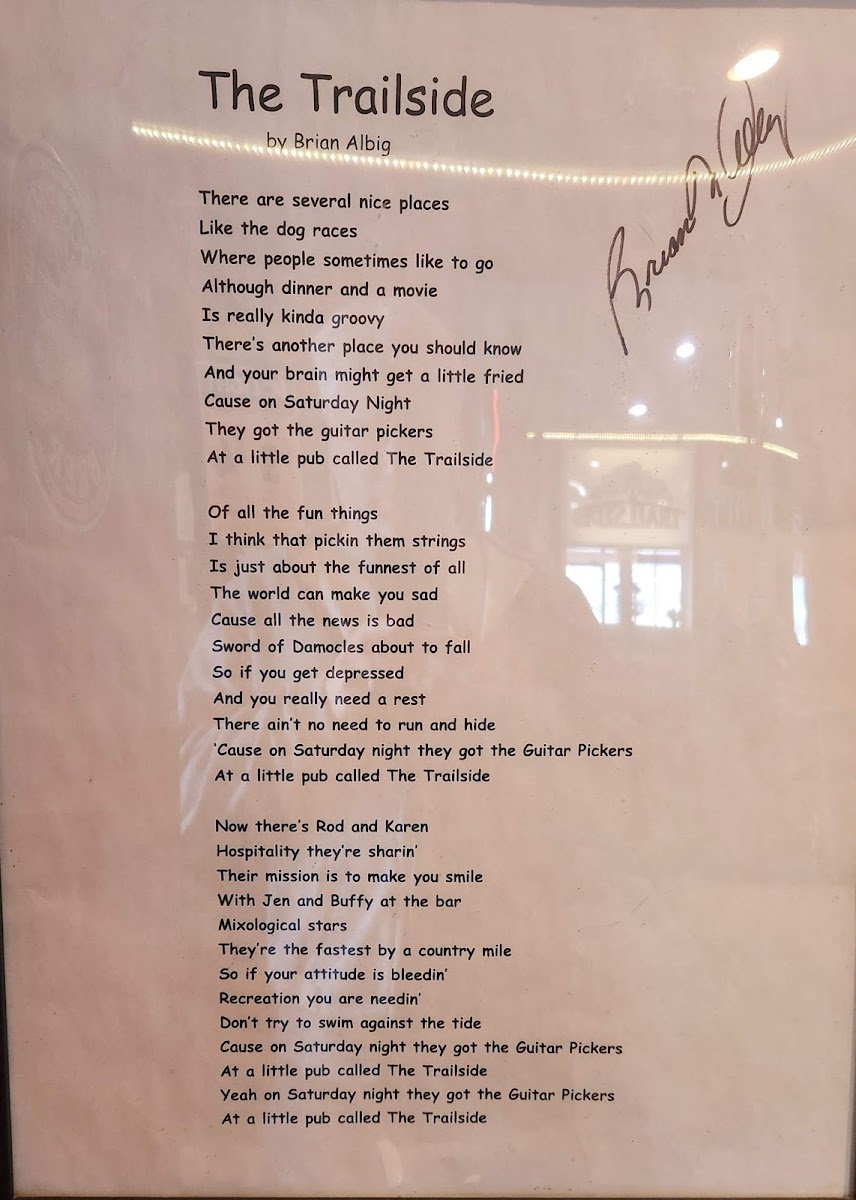 The Trailside
by Brian Albig
There are several nice places
Like the dog races
Where people sometimes like to go
Although dinner and a movie
Is really kinda groovy
There's another place you should know
And your brain might get a little fried
Cause on Saturday Night
They got the guitar pickers
At a little pub called The Trailside
Of all the fun things
I think that pickin them strings
Is just about the funnest of all
The world can make you sad
Cause all the news is bad
Sword of Damocles about to fall
So if you get depressed
And you really need a rest
There ain't no need to run and hide
'Cause on Saturday night they got the Guitar Pickers
At a little pub called The Trailside
Now there's Rod and Karen
Hospitality they're sharin'
Their mission is to make you smile
With Jen and Buffy at the bar
Mixological stars
They're the fastest by a country mile
So if your attitude is bleedin'
Recreation you are needin'
Don't try to swim against the tide
Cause on Saturday night they got the Guitar Pickers
At a little pub called The Trailside
Yeah on Saturday night they got the Guitar Pickers
At a little pub called The Trailside
Brian